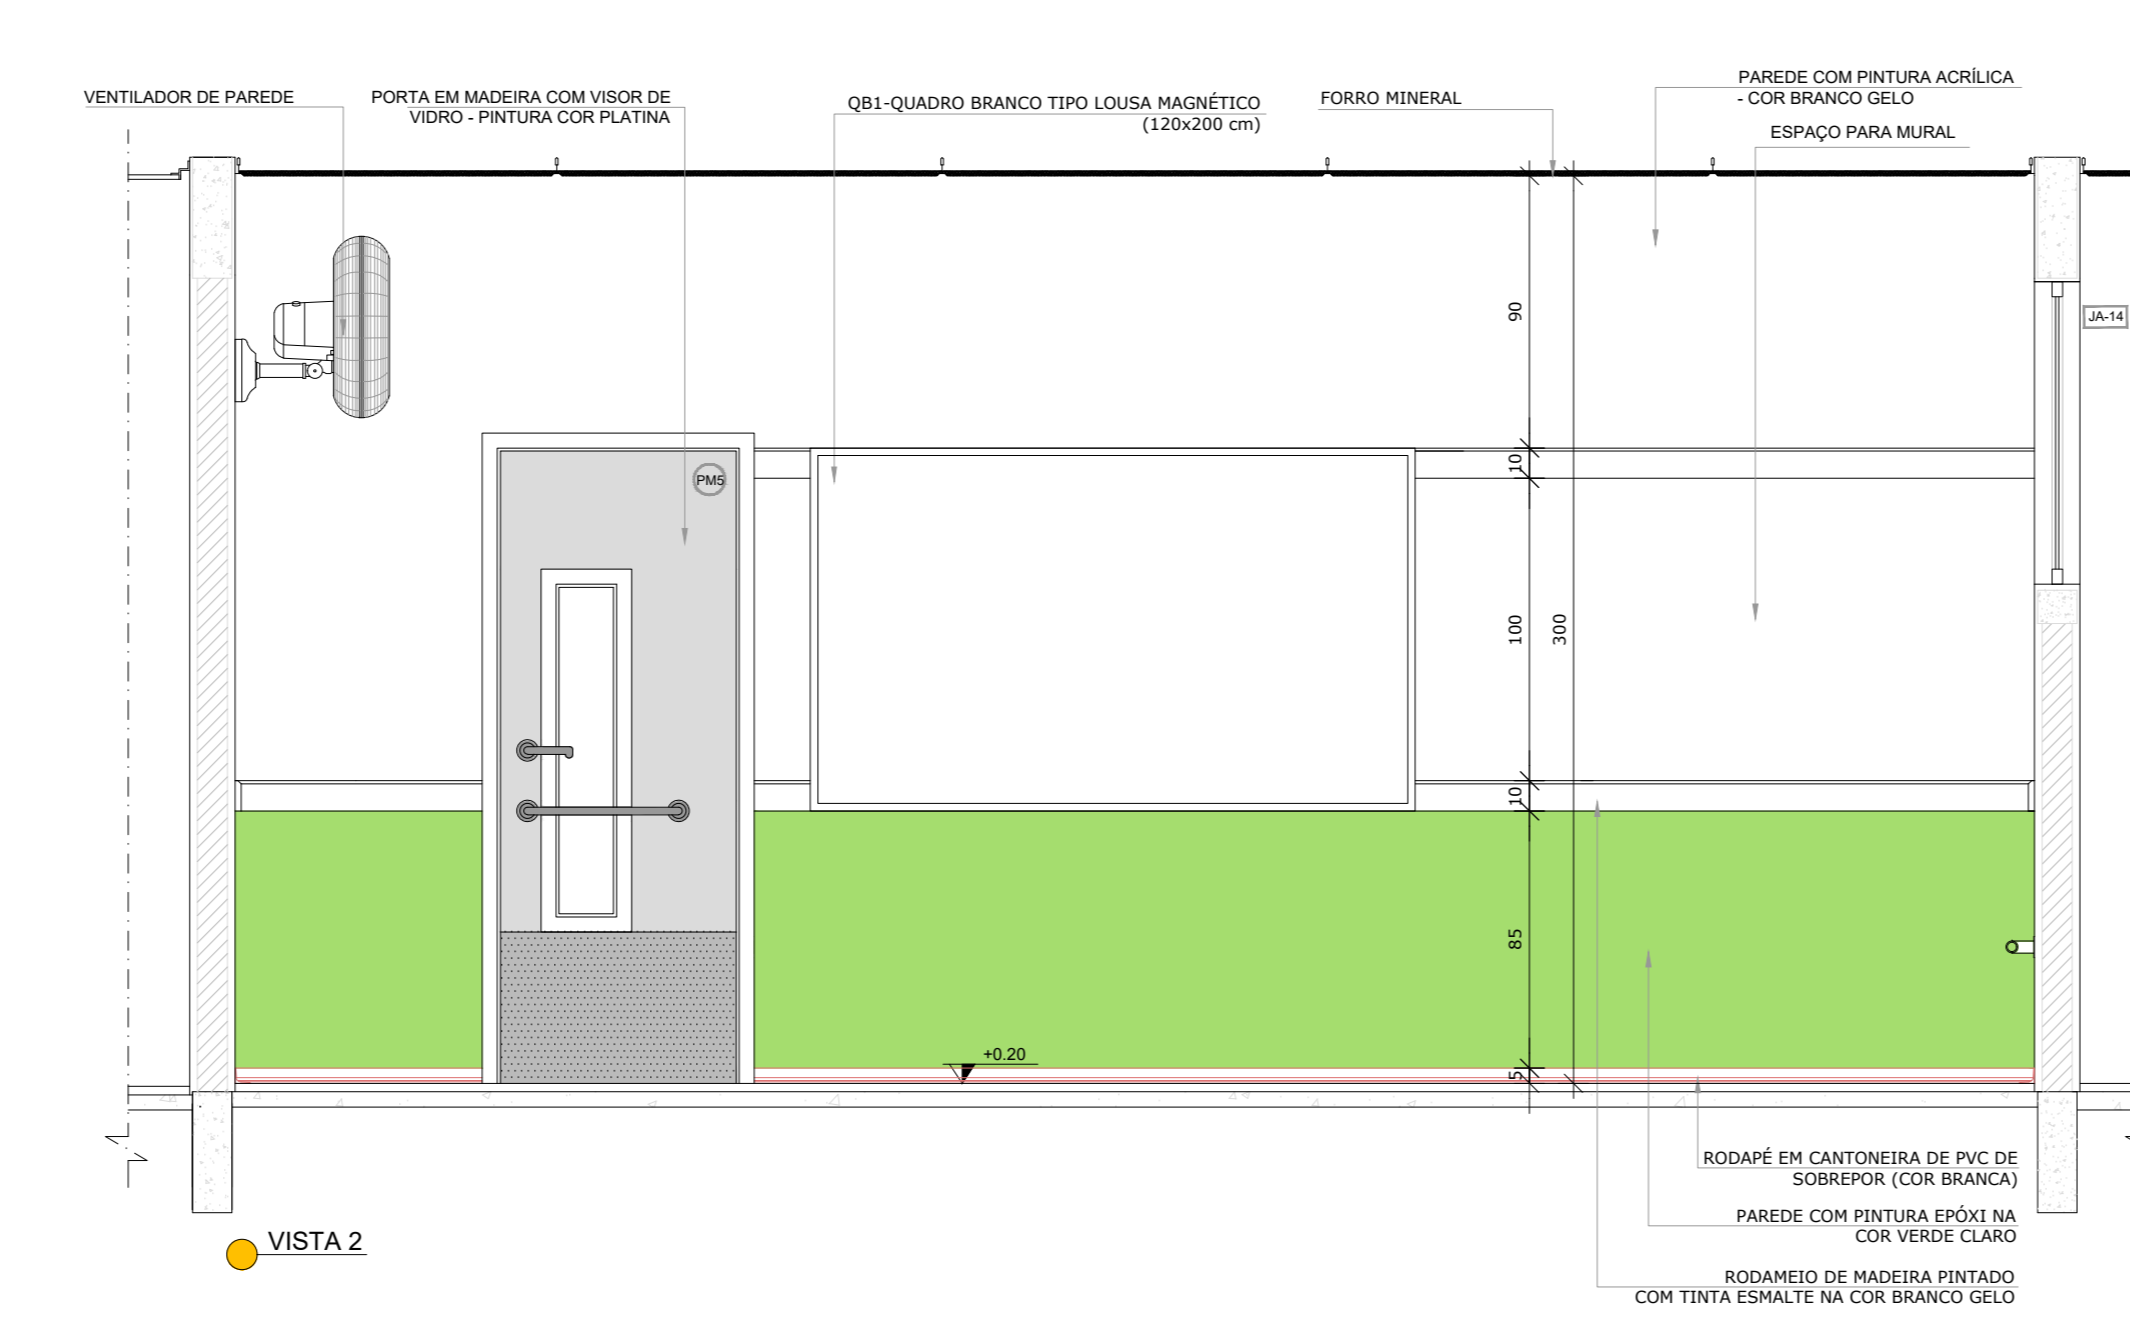 VENTILADOR DE PAREDE
PORTA EM MADEIRA COM VISOR DE
VIDRO - PINTURA COR PLATINA
QB1-QUADRO BRANCO TIPO LOUSA MAGNÉTICO
(120x200 cm)
FORRO MINERAL
PAREDE COM PINTURA ACRÍLICA
- COR BRANCO GELO
ESPAÇO PARA MURAL
90
JA-14
10
PM5
100
300
10
85
+0.20
5
RODAPÉ EM CANTONEIRA DE PVC DE
SOBREPOR (COR BRANCA)
PAREDE COM PINTURA EPÓXI NA
COR VERDE CLARO
VISTA 2
RODAMEIO DE MADEIRA PINTADO
COM TINTA ESMALTE NA COR BRANCO GELO